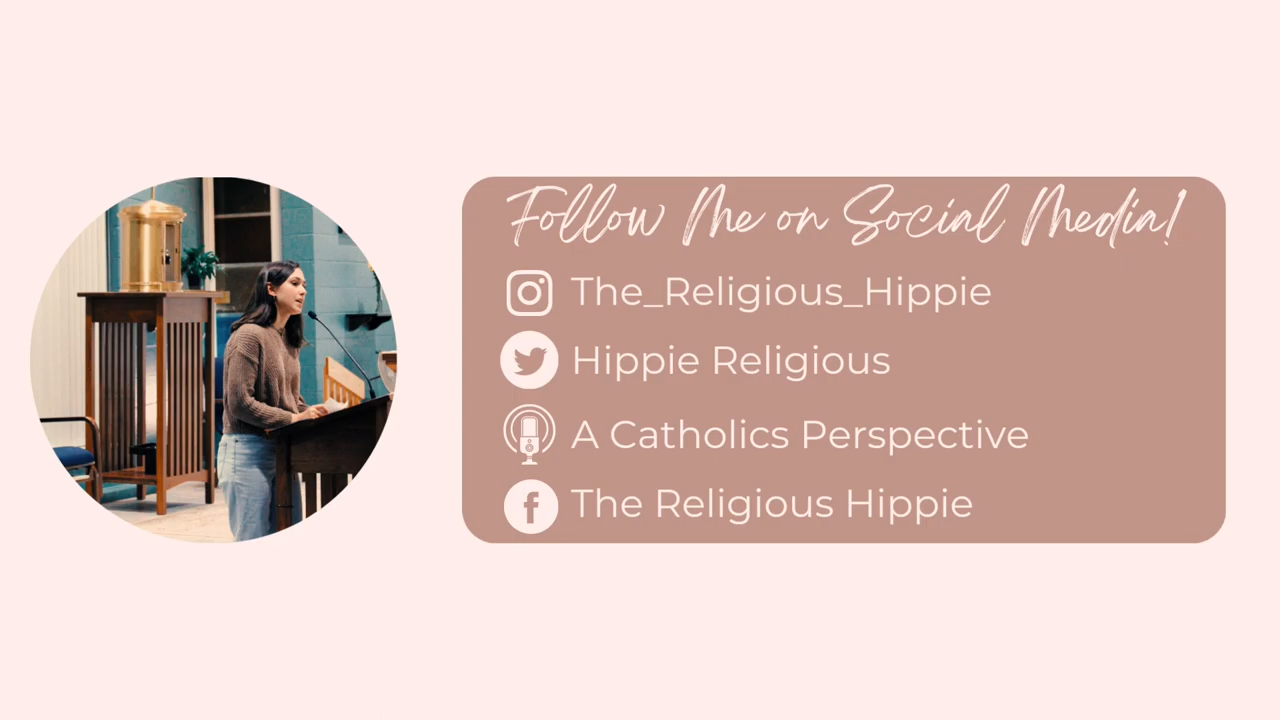 Follow Me on Social Media!
The_Religious_Hippie
Hippie Religious
A Catholics Perspective
The Religious Hippie